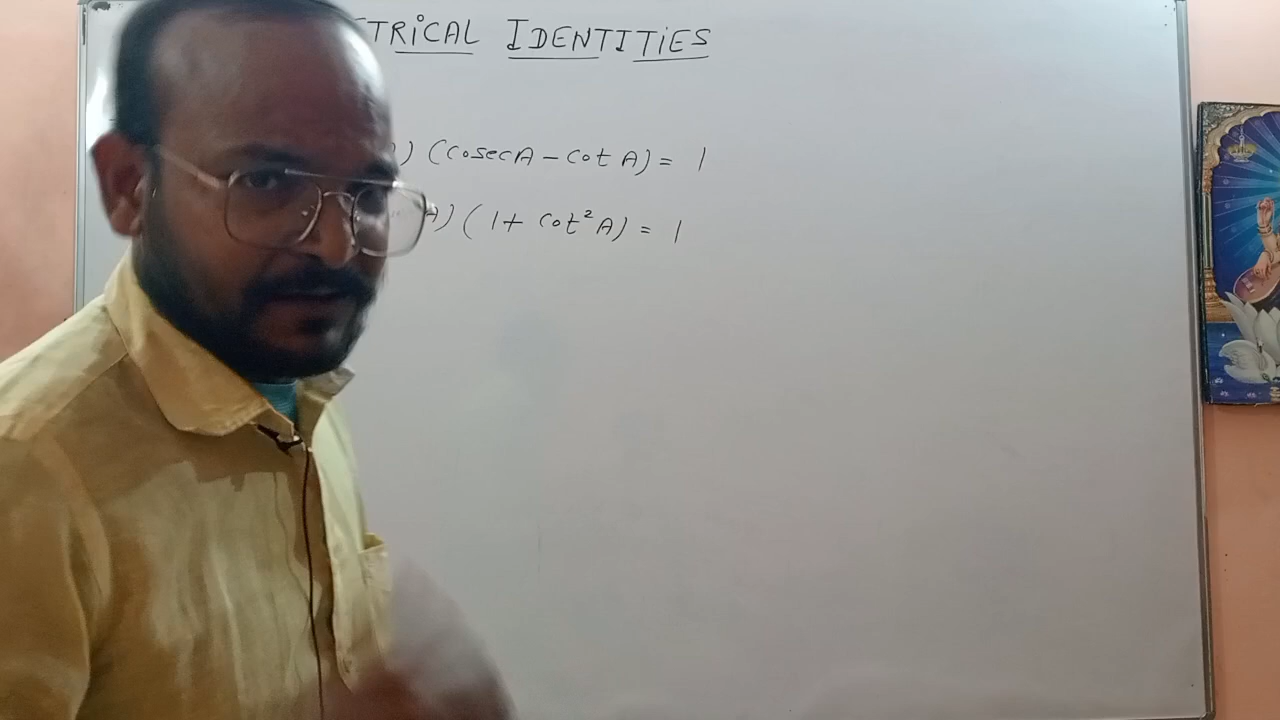 TRICAL IDENTITIES
) (cosecA - cot A) = 1
A) (1 + cot²A) = 1